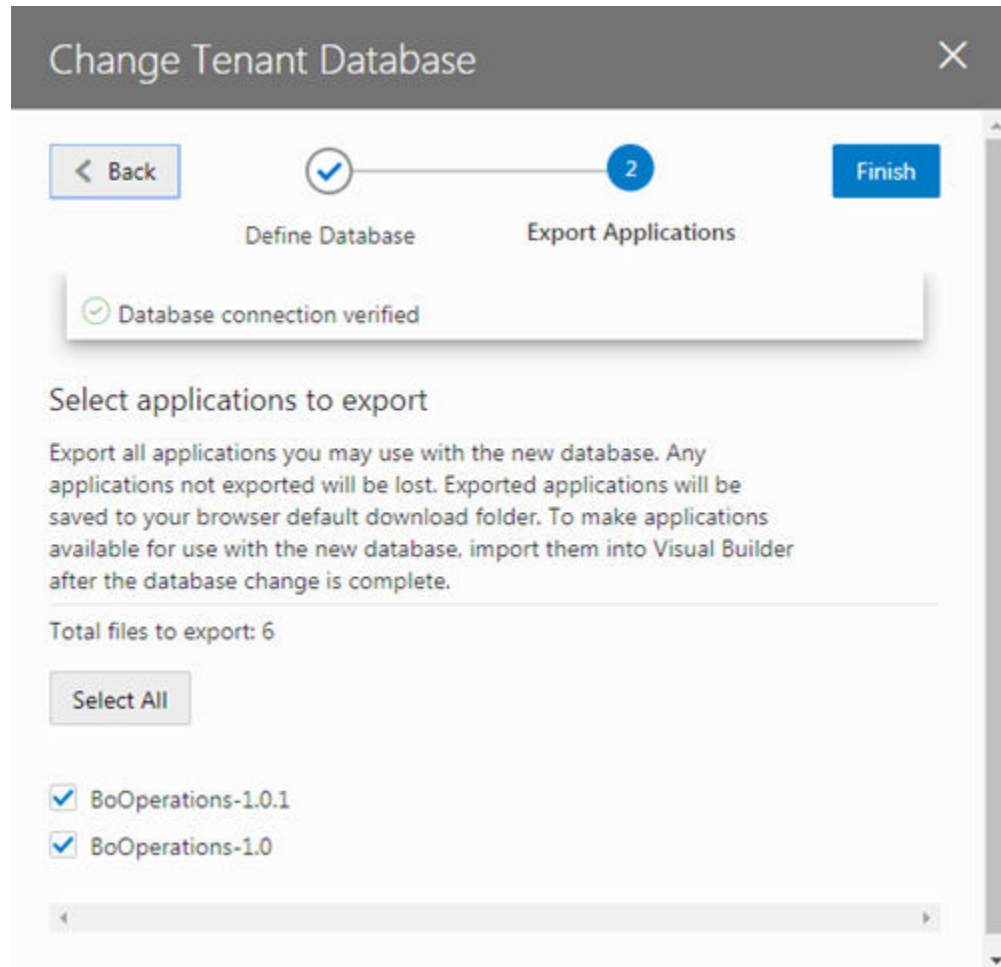 Change Tenant Database
Back
2
Finish
Define Database
Export Applications
Database connection verified
Select applications to export
Export all applications you may use with the new database. Any
applications not exported will be lost. Exported applications will be
saved to your browser default download folder. To make applications
available for use with the new database, import them into Visual Builder
after the database change is complete.
Total files to export: 6
Select All
BoOperations-1.0.1
BoOperations-1.0